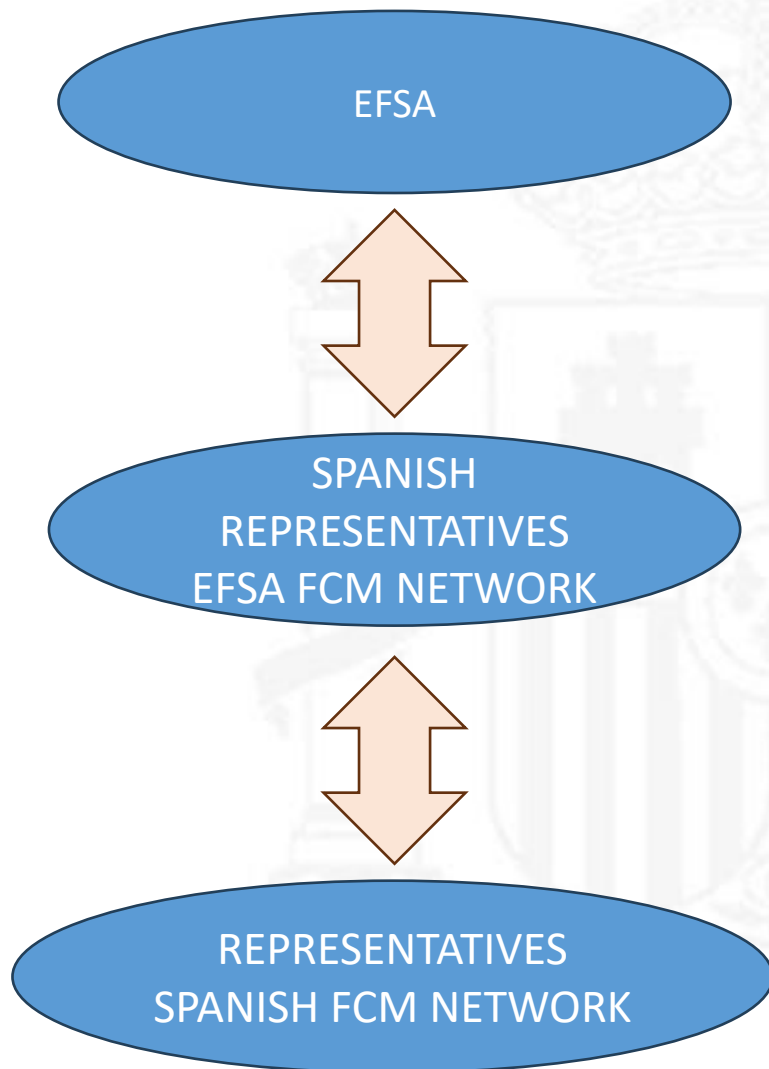 EFSA
SPANISH
REPRESENTATIVES
EFSA FCM NETWORK
REPRESENTATIVES
SPANISH FCM NETWORK